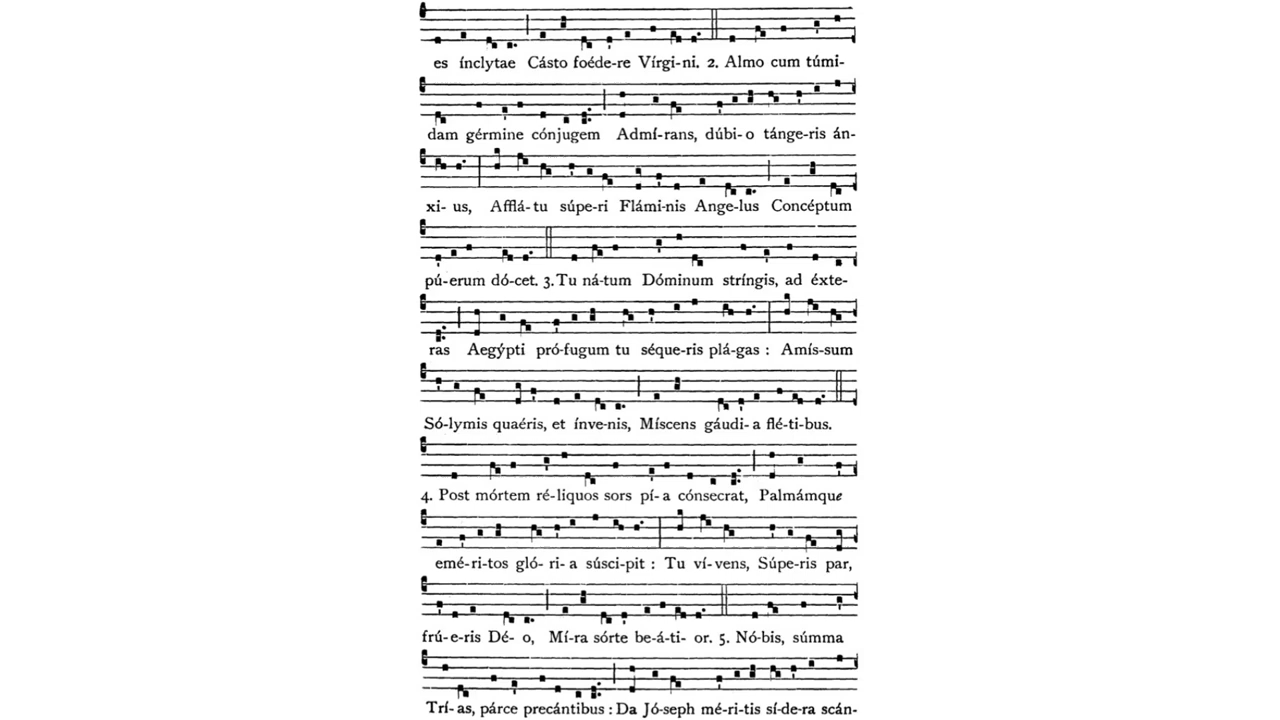 es ínclytae Cásto foéde-re Vírgi-ni. 2. Almo cum túmi-
dam gérmine cónjugem Admí-rans, dúbi-o tánge-ris án-
xi- us, Afflá-tu súpe-ri Flámi-nis Ange-lus Concéptum
pú-erum dó-cet. 3. Tu ná-tum Dóminum stríngis, ad éxte-
ras Aegýpti pró-fugum tu séque-ris plá-gas : Amís-sum
Só-lymis quaéris, et ínve-nis, Míscens gáudi-a flé-ti-bus.
4. Post mórtem ré-liquos sors pí-a cónsecrat, Palmámque
emé-ri-tos gló- ri- a súsci-pit : Tu ví-vens, Súpe-ris par,
frú-e-ris Dé- o, Mí-ra sórte be-á-ti- or. 5. Nó-bis, súmma
Trí-as, párce precántibus : Da Jó-seph mé-ri-tis sí-de-ra scán-